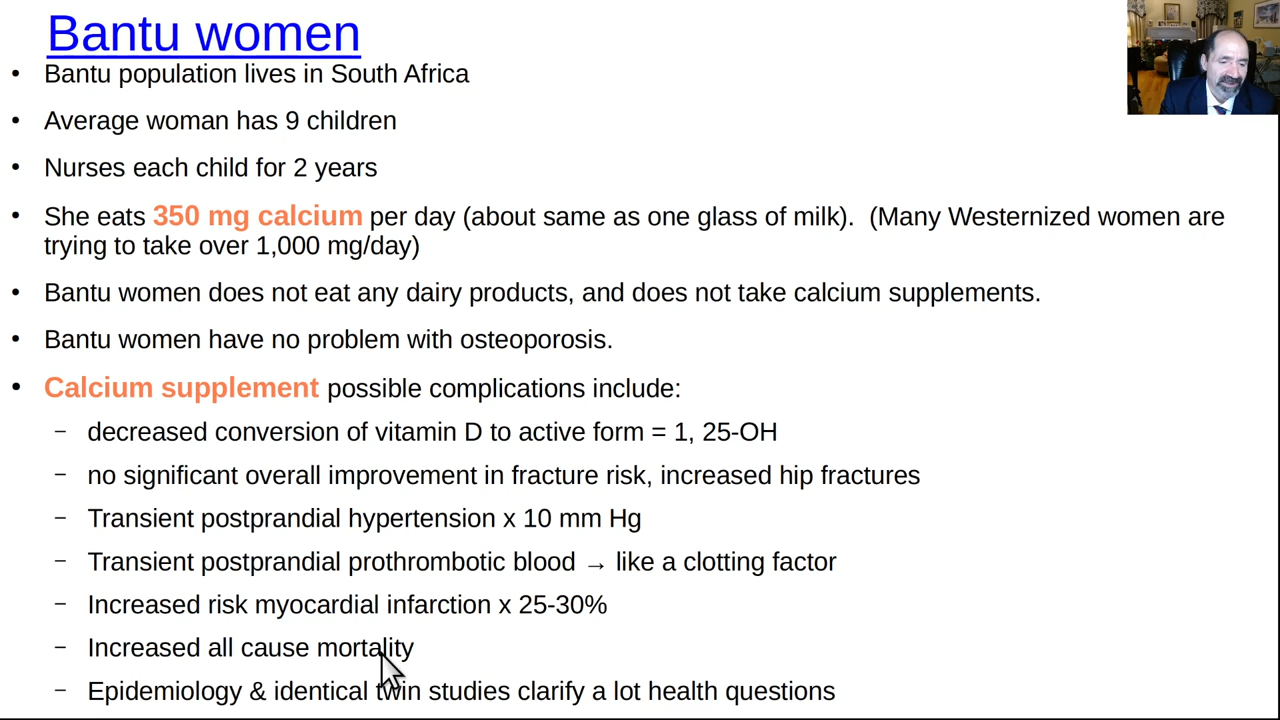 Bantu women
• Bantu population lives in South Africa
• Average woman has 9 children
• Nurses each child for 2 years
• She eats 350 mg calcium per day (about same as one glass of milk).  (Many Westernized women are
trying to take over 1,000 mg/day)
• Bantu women does not eat any dairy products, and does not take calcium supplements.
• Bantu women have no problem with osteoporosis.
• Calcium supplement possible complications include:
– decreased conversion of vitamin D to active form = 1, 25-OH
– no significant overall improvement in fracture risk, increased hip fractures
– Transient postprandial hypertension x 10 mm Hg
– Transient postprandial prothrombotic blood → like a clotting factor
– Increased risk myocardial infarction x 25-30%
– Increased all cause mortality
– Epidemiology & identical twin studies clarify a lot health questions